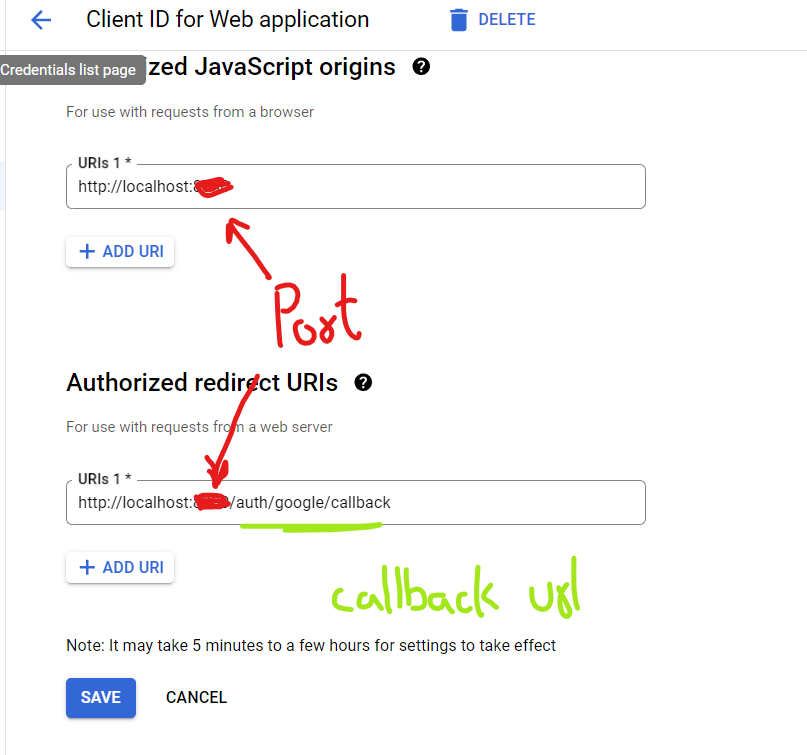 Client ID for Web application
DELETE
Credentials list page
zed JavaScript origins
For use with requests from a browser
URIs 1 *
http://localhost:
ADD URI
Port
Authorized redirect URIs
For use with requests from a web server
URIs 1 *
http://localhost: /auth/google/callback
ADD URI
callback url
Note: It may take 5 minutes to a few hours for settings to take effect
SAVE
CANCEL